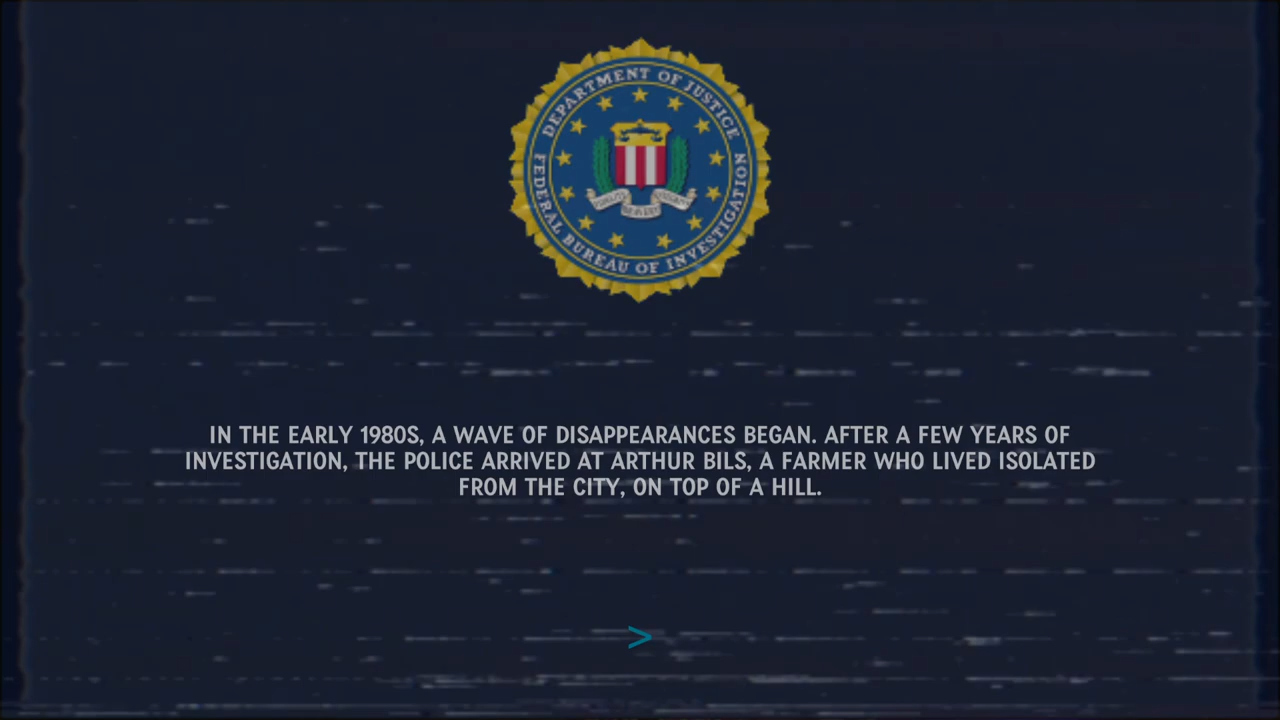 DEPARTMENT OF JUSTICE
FEDERAL BUREAU OF INVESTIGATION
IN THE EARLY 1980S, A WAVE OF DISAPPEARANCES BEGAN. AFTER A FEW YEARS OF
INVESTIGATION, THE POLICE ARRIVED AT ARTHUR BILS, A FARMER WHO LIVED ISOLATED
FROM THE CITY, ON TOP OF A HILL.
>